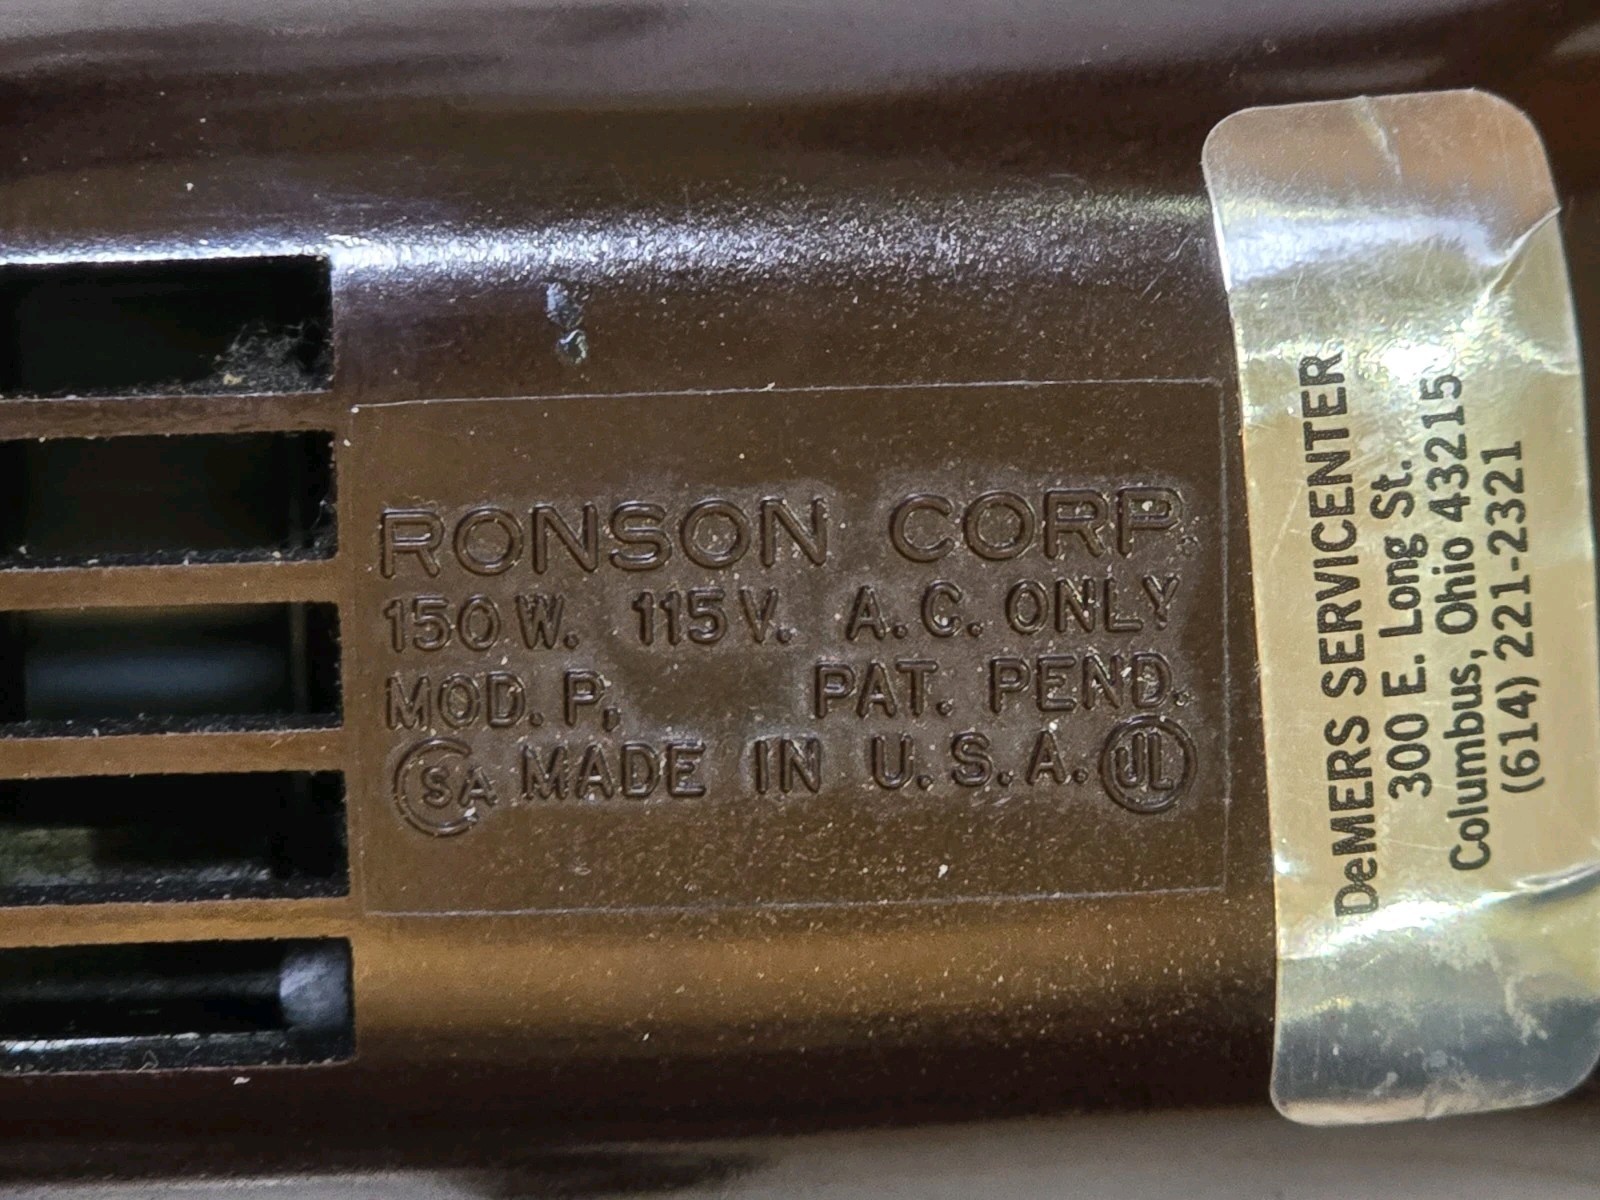 RONSON CORP.
150 W. 115 V. A.C. ONLY
MOD. P, PAT. PEND.
SA MADE IN U.S.A. UL
DeMERS SERVICENTER
300 E. Long St.
Columbus, Ohio 43215
(614) 221-2321